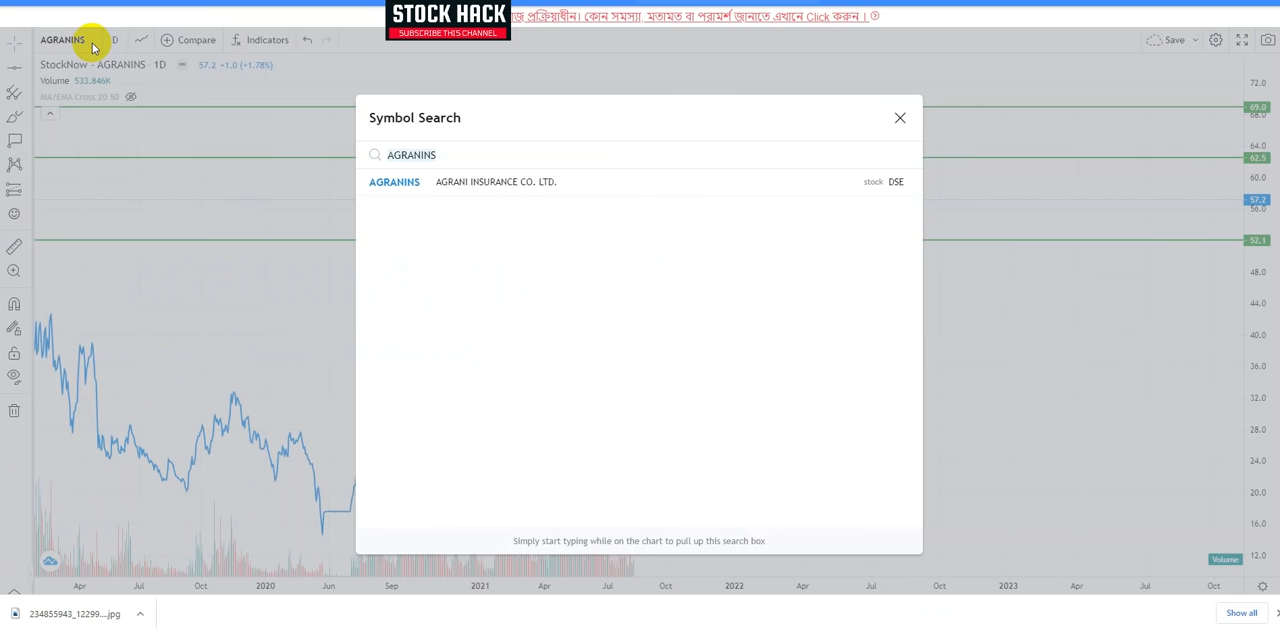 STOCK HACK
SUBSCRIBE THIS CHANNEL
প্রক্রিয়াধীন। কোন সমস্যা, মতামত বা পরামর্শ জানাতে এখানে Click করুন ।
AGRANINS
D
Compare
Indicators
Save
StockNow - AGRANINS · 1D
57.2 +1.0 (+1.78%)
Volume 533.846K
MA/EMA Cross 20 50
Symbol Search
AGRANINS
AGRANINS AGRANI INSURANCE CO. LTD. stock DSE
Simply start typing while on the chart to pull up this search box
72.0
69.0
68.0
64.0
62.5
60.0
57.2
56.0
52.1
48.0
44.0
40.0
36.0
32.0
28.0
24.0
20.0
16.0
12.0
Volume
Apr Jul Oct 2020 Jun Sep 2021 Apr Jul Oct 2022 Apr Jul Oct 2023 Apr Jul Oct
234855943_12299....jpg
Show all